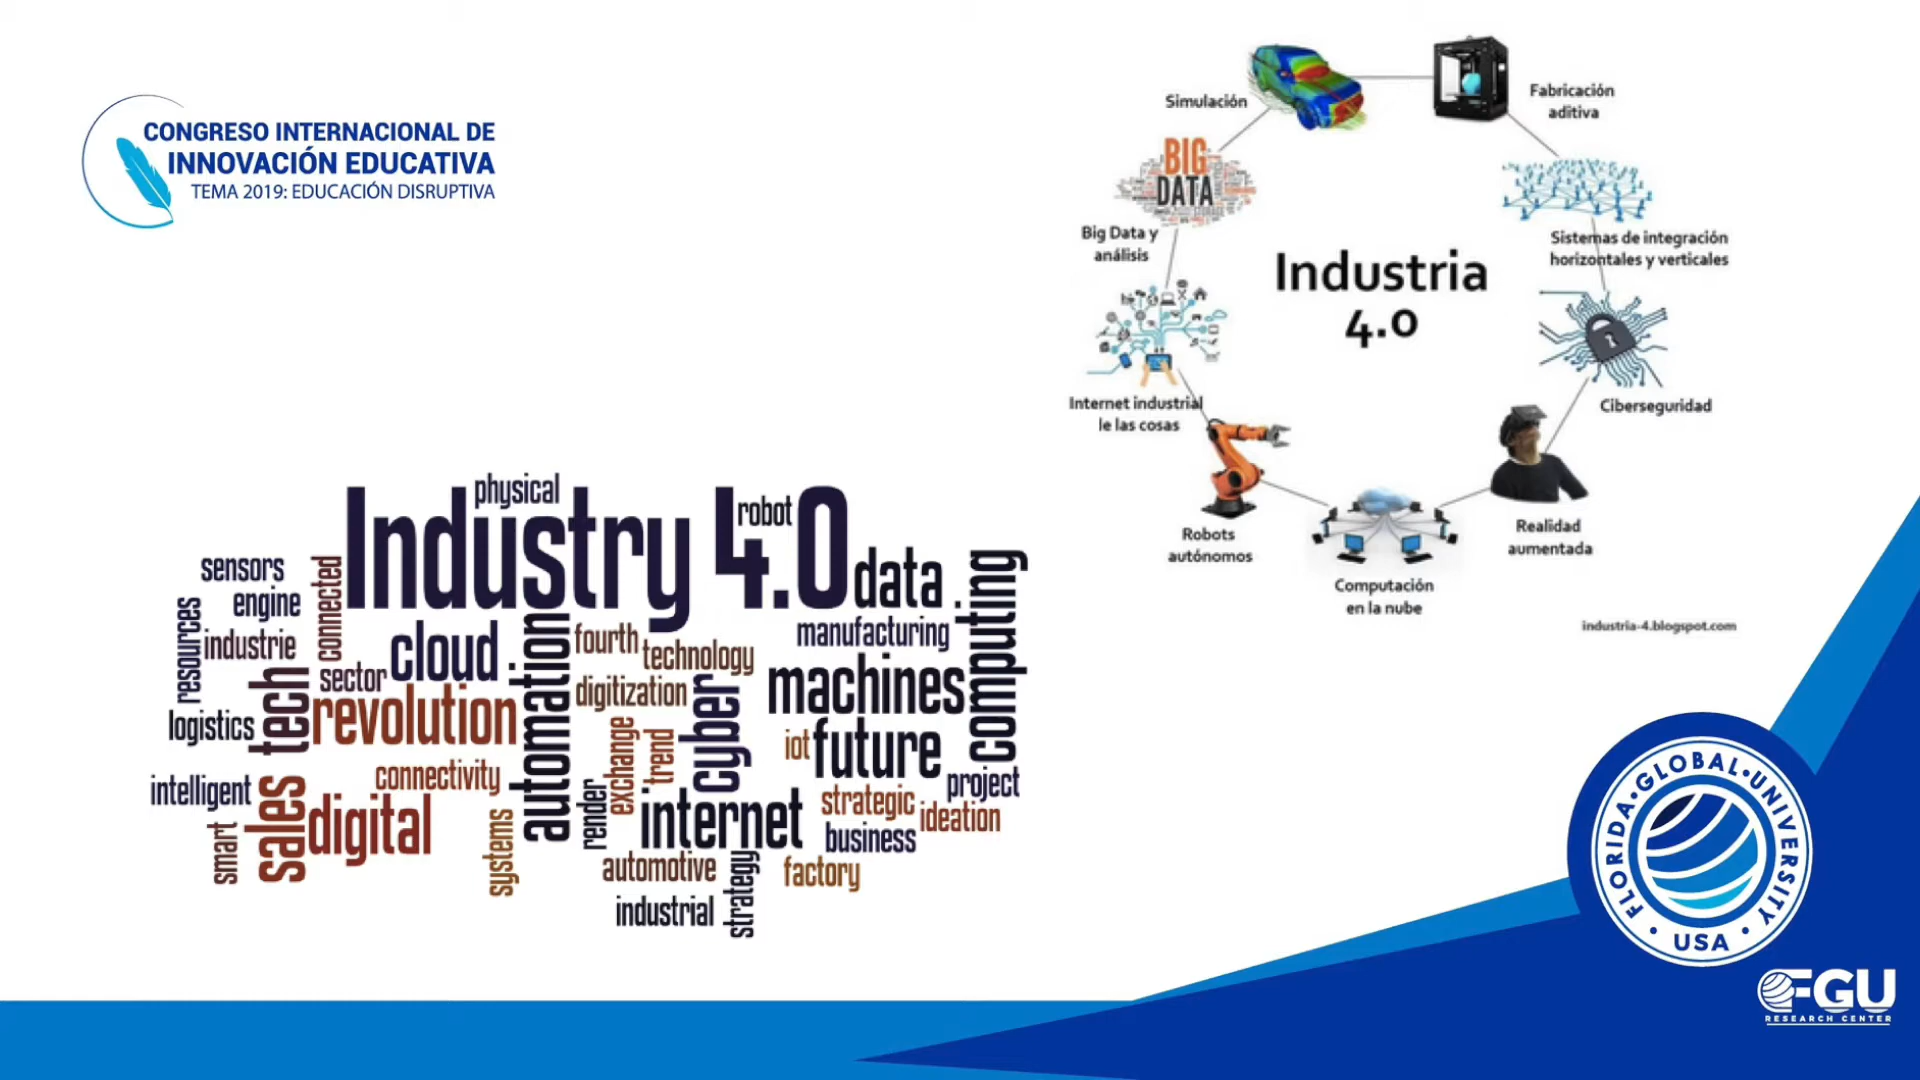 CONGRESO INTERNACIONAL DE
INNOVACIÓN EDUCATIVA
TEMA 2019: EDUCACIÓN DISRUPTIVA
Simulación
Fabricación
aditiva
BIG
DATA
Big Data y
análisis
Sistemas de integración
horizontales y verticales
Industria
4.0
Internet industrial
le las cosas
Ciberseguridad
Robots
autónomos
Realidad
aumentada
Computación
en la nube
industria-4.blogspot.com
physical
Industry 4.0
robot
sensors
connected
data
computing
engine
resources
industrie
cloud
automation
fourth
technology
manufacturing
sector
tech
digitization
cyber
machines
logistics
revolution
exchange
trend
iot
future
connectivity
project
intelligent
sales
render
strategic
ideation
digital
systems
internet
business
smart
automotive
strategy
factory
industrial
FLORIDA·GLOBAL·UNIVERSITY
· USA ·
FGU
RESEARCH CENTER